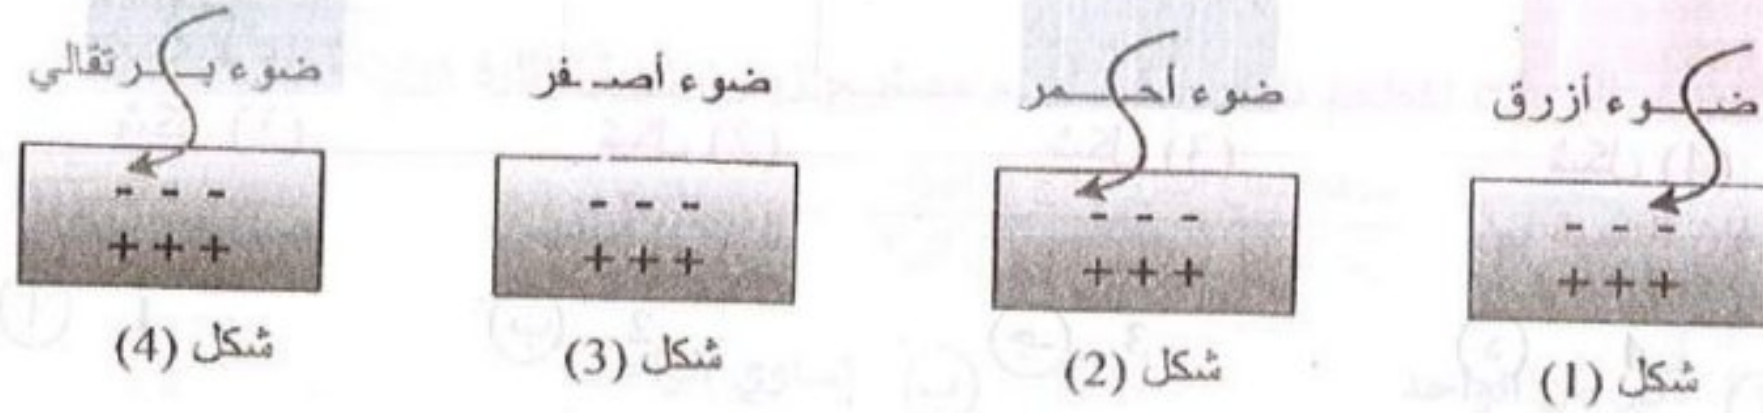 ضوء أزرق
ضوء أحمر
ضوء أصفر
ضوء برتقالي
- - -
+ + +
- - -
+ + +
- - -
+ + +
- - -
+ + +
شكل (1)
شكل (2)
شكل (3)
شكل (4)